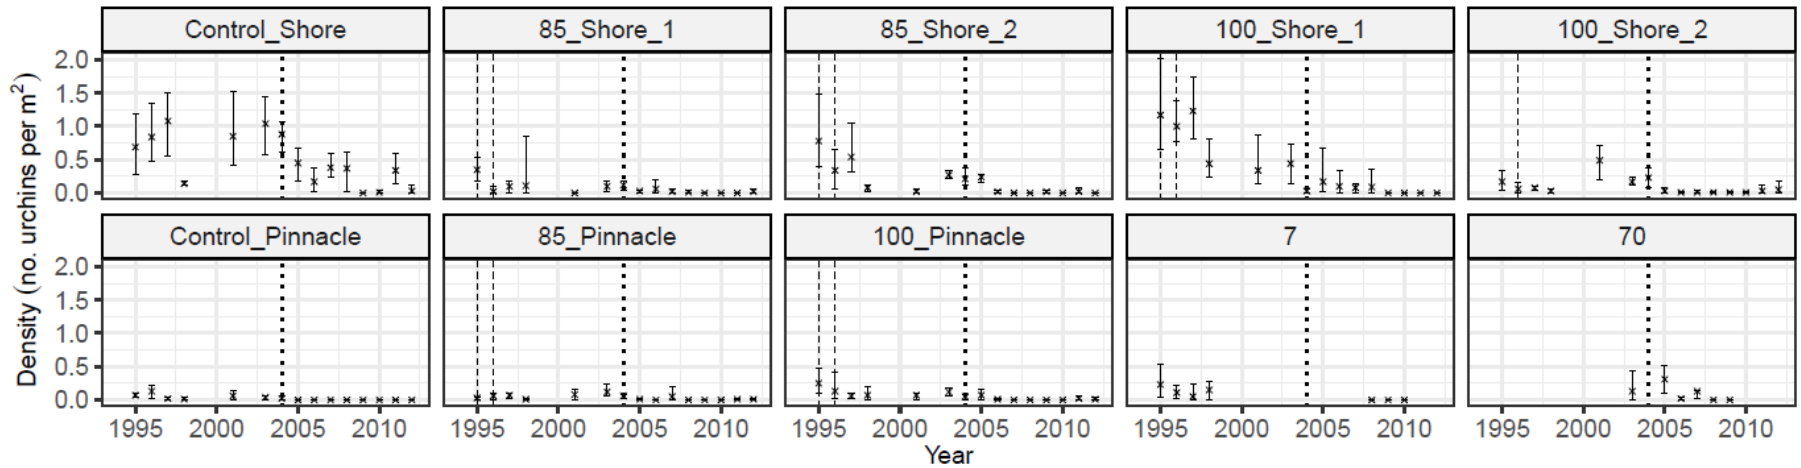 Control_Shore 85_Shore_1 85_Shore_2 100_Shore_1 100_Shore_2
2.0
1.5
1.0
0.5
0.0
Control_Pinnacle 85_Pinnacle 100_Pinnacle 7 70
2.0
1.5
1.0
0.5
0.0
Density (no. urchins per m²)
1995 2000 2005 2010 1995 2000 2005 2010 1995 2000 2005 2010 1995 2000 2005 2010 1995 2000 2005 2010
Year